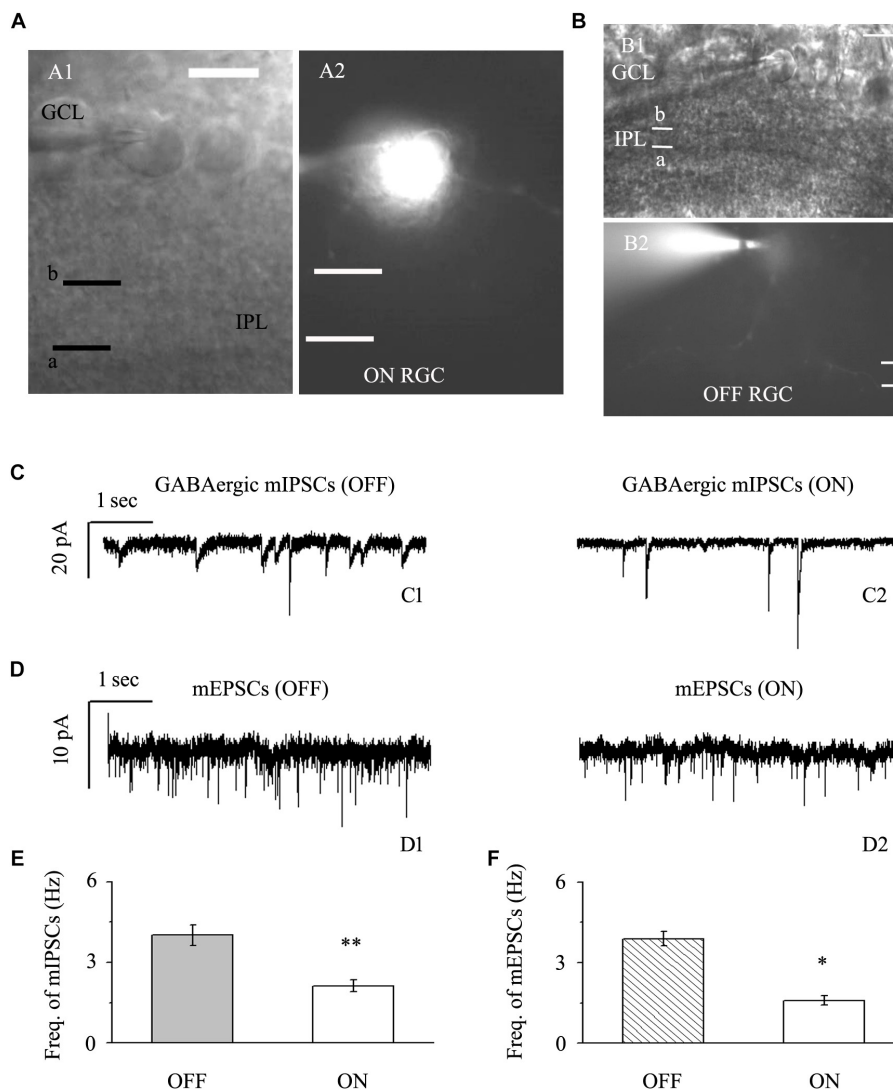 A
B
A1
GCL
b
IPL
a
A2
ON RGC
B1
GCL
b
IPL
a
B2
OFF RGC
C
GABAergic mIPSCs (OFF)
GABAergic mIPSCs (ON)
1 sec
20 pA
C1
C2
D
1 sec
mEPSCs (OFF)
mEPSCs (ON)
10 pA
D1
D2
E
Freq. of mIPSCs (Hz)
6
3
0
**
OFF
ON
F
Freq. of mEPSCs (Hz)
6
3
0
*
OFF
ON